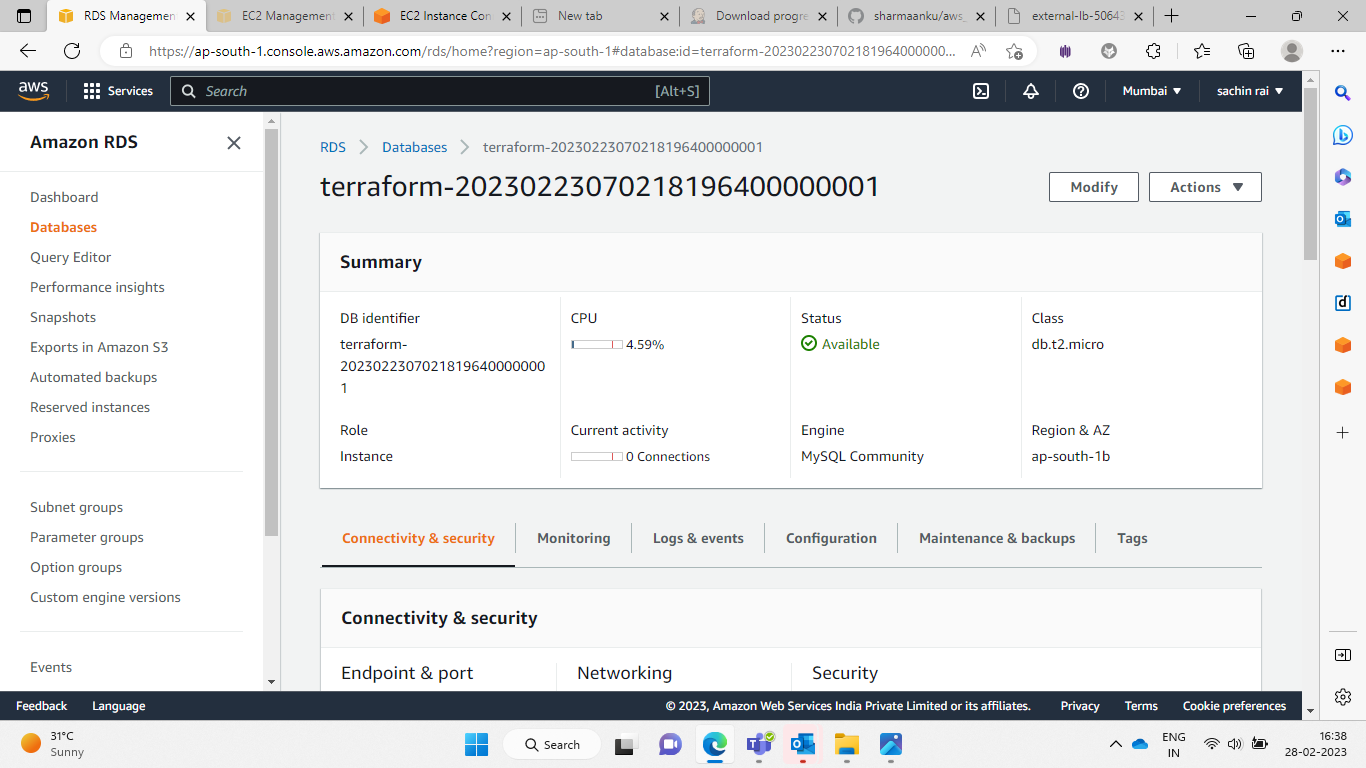 RDS Managemen
EC2 Management
EC2 Instance Con
New tab
Download progre
sharmaanku/aws_
external-lb-50643
https://ap-south-1.console.aws.amazon.com/rds/home?region=ap-south-1#database:id=terraform-20230223070218196400000...
aws
Services
Search
[Alt+S]
Mumbai
sachin rai
Amazon RDS
Dashboard
Databases
Query Editor
Performance insights
Snapshots
Exports in Amazon S3
Automated backups
Reserved instances
Proxies
Subnet groups
Parameter groups
Option groups
Custom engine versions
Events
RDS
Databases
terraform-20230223070218196400000001
terraform-20230223070218196400000001
Modify
Actions
Summary
DB identifier
terraform-
2023022307021819640000000
1
CPU
4.59%
Status
Available
Class
db.t2.micro
Role
Instance
Current activity
0 Connections
Engine
MySQL Community
Region & AZ
ap-south-1b
Connectivity & security
Monitoring
Logs & events
Configuration
Maintenance & backups
Tags
Connectivity & security
Endpoint & port
Networking
Security
Feedback
Language
© 2023, Amazon Web Services India Private Limited or its affiliates.
Privacy
Terms
Cookie preferences
31°C
Sunny
Search
ENG
IN
16:38
28-02-2023